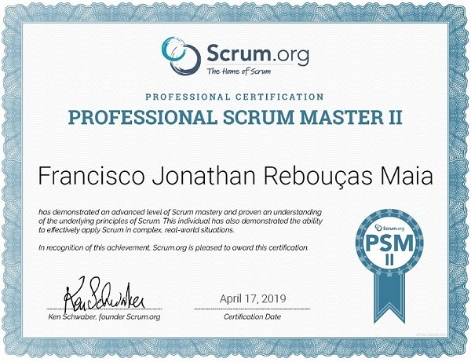 Scrum.org
The Home of Scrum
PROFESSIONAL CERTIFICATION
PROFESSIONAL SCRUM MASTER II
Francisco Jonathan Rebouças Maia
has demonstrated an advanced level of Scrum mastery and proven an understanding
of the underlying principles of Scrum. This individual has also demonstrated the ability
to effectively apply Scrum in complex, real-world situations.
In recognition of this achievement, Scrum.org is pleased to award this certification.
Scrum.org
PSM
II
Ken Schwaber
April 17, 2019
Ken Schwaber, founder Scrum.org
Certification Date